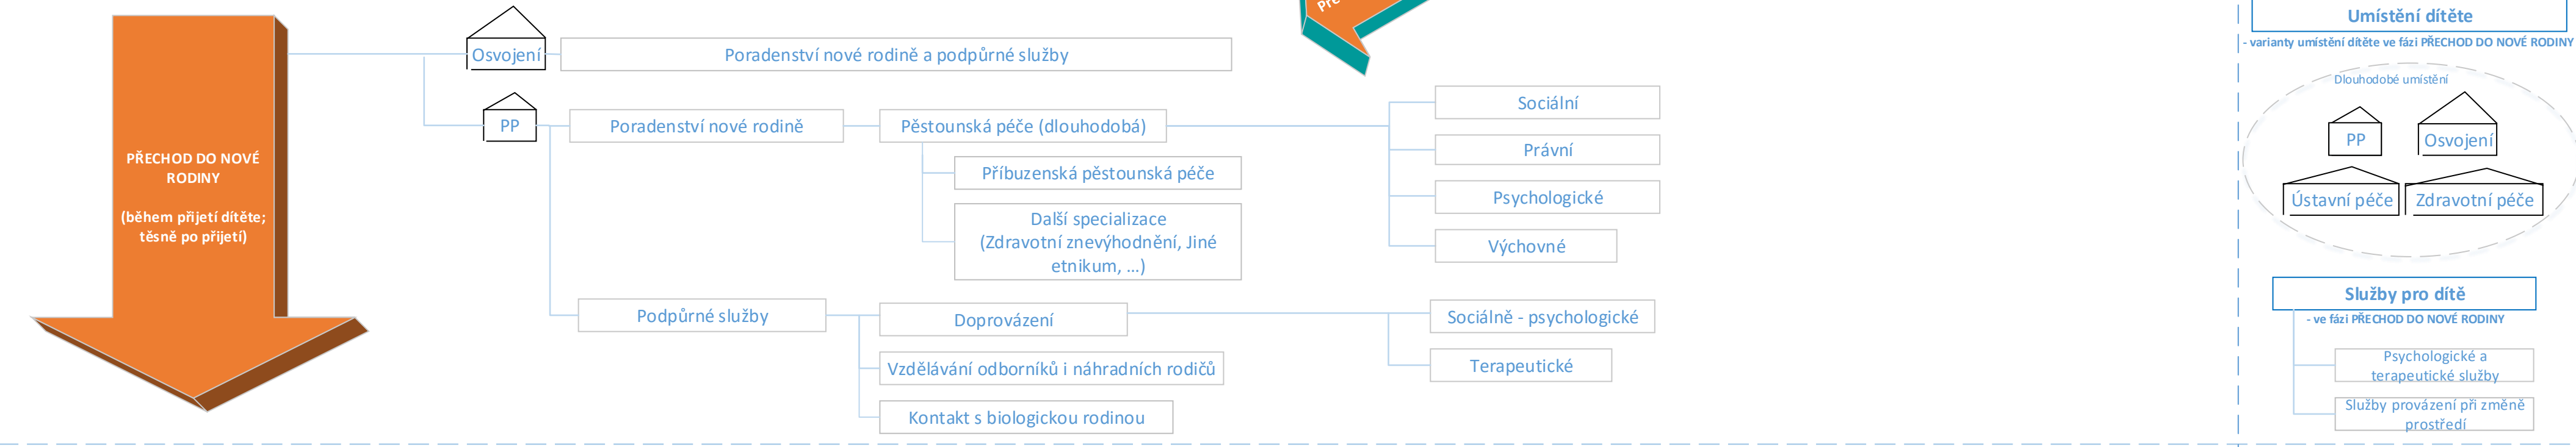 PŘECHOD DO NOVÉ
RODINY
(během přijetí dítěte;
těsně po přijetí)
Osvojení
Poradenství nové rodině a podpůrné služby
PP
Poradenství nové rodině
Pěstounská péče (dlouhodobá)
Příbuzenská pěstounská péče
Další specializace
(Zdravotní znevýhodnění, Jiné
etnikum, ...)
Sociální
Právní
Psychologické
Výchovné
Podpůrné služby
Doprovázení
Vzdělávání odborníků i náhradních rodičů
Kontakt s biologickou rodinou
Sociálně - psychologické
Terapeutické
Umístění dítěte
- varianty umístění dítěte ve fázi PŘECHOD DO NOVÉ RODINY
Dlouhodobé umístění
PP
Osvojení
Ústavní péče
Zdravotní péče
Služby pro dítě
- ve fázi PŘECHOD DO NOVÉ RODINY
Psychologické a
terapeutické služby
Služby provázení při změně
prostředí